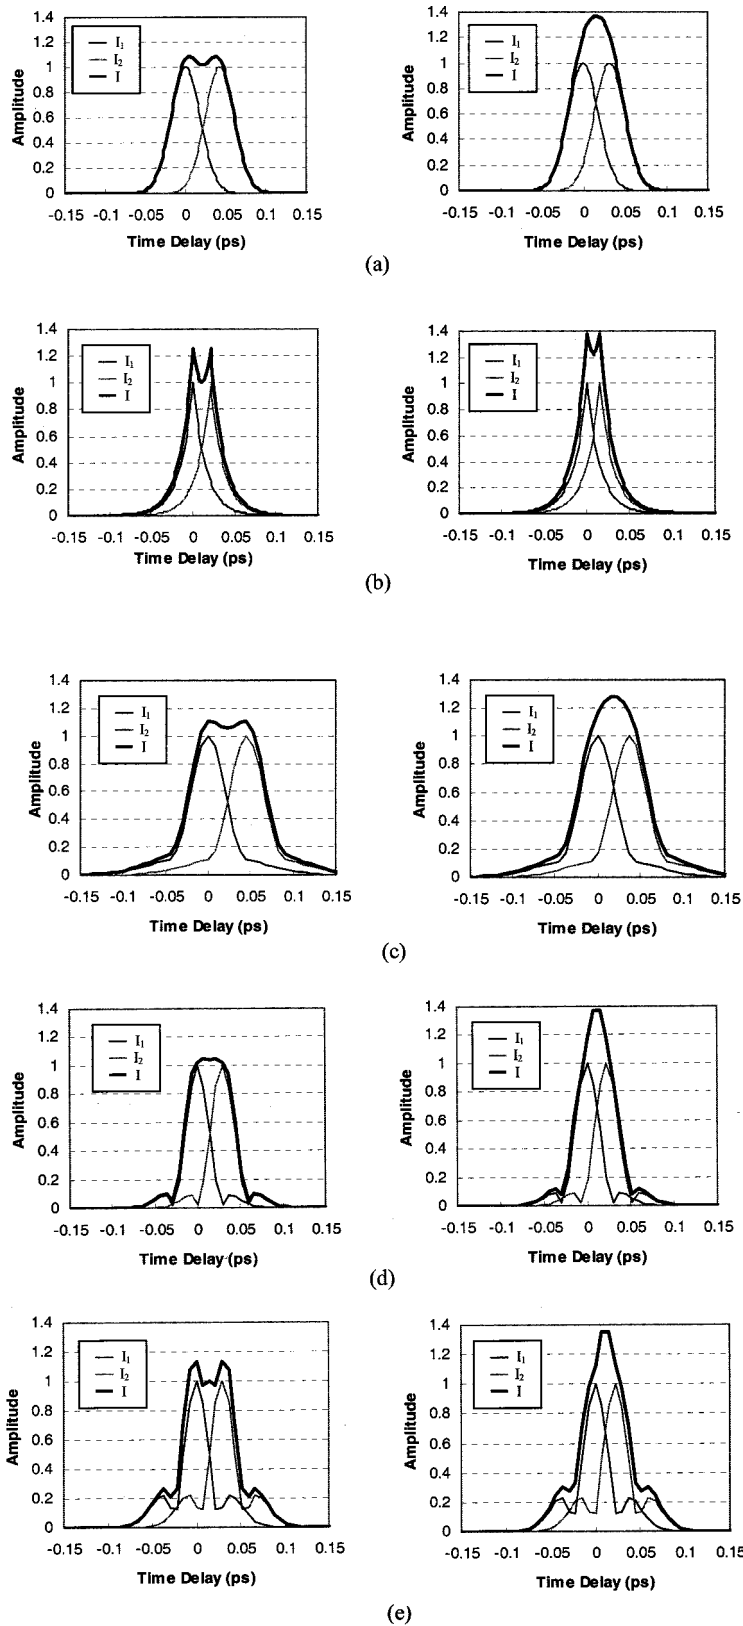 1.4 1.4
1.2 1.2
1 1
0.8 0.8
0.6 0.6
0.4 0.4
0.2 0.2
0 0
I₁ I₁
I₂ I₂
I I
Amplitude Amplitude
-0.15 -0.1 -0.05 0 0.05 0.1 0.15 -0.15 -0.1 -0.05 0 0.05 0.1 0.15
Time Delay (ps) Time Delay (ps)
(a)
1.4 1.4
1.2 1.2
1 1
0.8 0.8
0.6 0.6
0.4 0.4
0.2 0.2
0 0
I₁ I₁
I₂ I₂
I I
Amplitude Amplitude
-0.15 -0.1 -0.05 0 0.05 0.1 0.15 -0.15 -0.1 -0.05 0 0.05 0.1 0.15
Time Delay (ps) Time Delay (ps)
(b)
1.4 1.4
1.2 1.2
1 1
0.8 0.8
0.6 0.6
0.4 0.4
0.2 0.2
0 0
I₁ I₁
I₂ I₂
I I
Amplitude Amplitude
-0.15 -0.1 -0.05 0 0.05 0.1 0.15 -0.15 -0.1 -0.05 0 0.05 0.1 0.15
Time Delay (ps) Time Delay (ps)
(c)
1.4 1.4
1.2 1.2
1 1
0.8 0.8
0.6 0.6
0.4 0.4
0.2 0.2
0 0
I₁ I₁
I₂ I₂
I I
Amplitude Amplitude
-0.15 -0.1 -0.05 0 0.05 0.1 0.15 -0.15 -0.1 -0.05 0 0.05 0.1 0.15
Time Delay (ps) Time Delay (ps)
(d)
1.4 1.4
1.2 1.2
1 1
0.8 0.8
0.6 0.6
0.4 0.4
0.2 0.2
0 0
I₁ I₁
I₂ I₂
I I
Amplitude Amplitude
-0.15 -0.1 -0.05 0 0.05 0.1 0.15 -0.15 -0.1 -0.05 0 0.05 0.1 0.15
Time Delay (ps) Time Delay (ps)
(e)